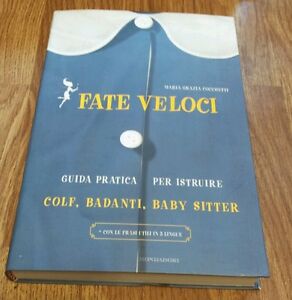 MARIA GRAZIA
FATE VELOCI
GUIDA PRATICA PER ISTRUIRE
COLF, BADANTI, BABY SITTER
+ CON LE FRASI UTILI IN 3 LINGUE